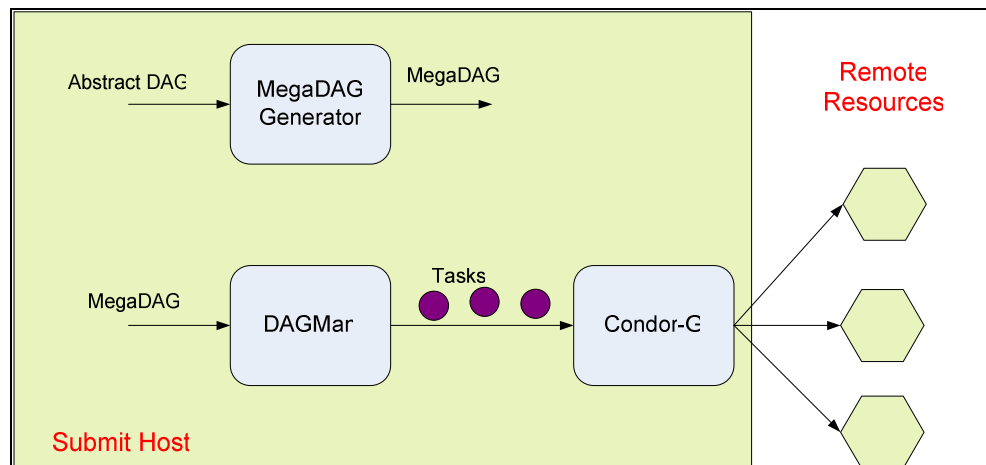 Abstract DAG
MegaDAG
Generator
MegaDAG
Remote
Resources
MegaDAG
DAGMan
Tasks
Condor-G
Submit Host